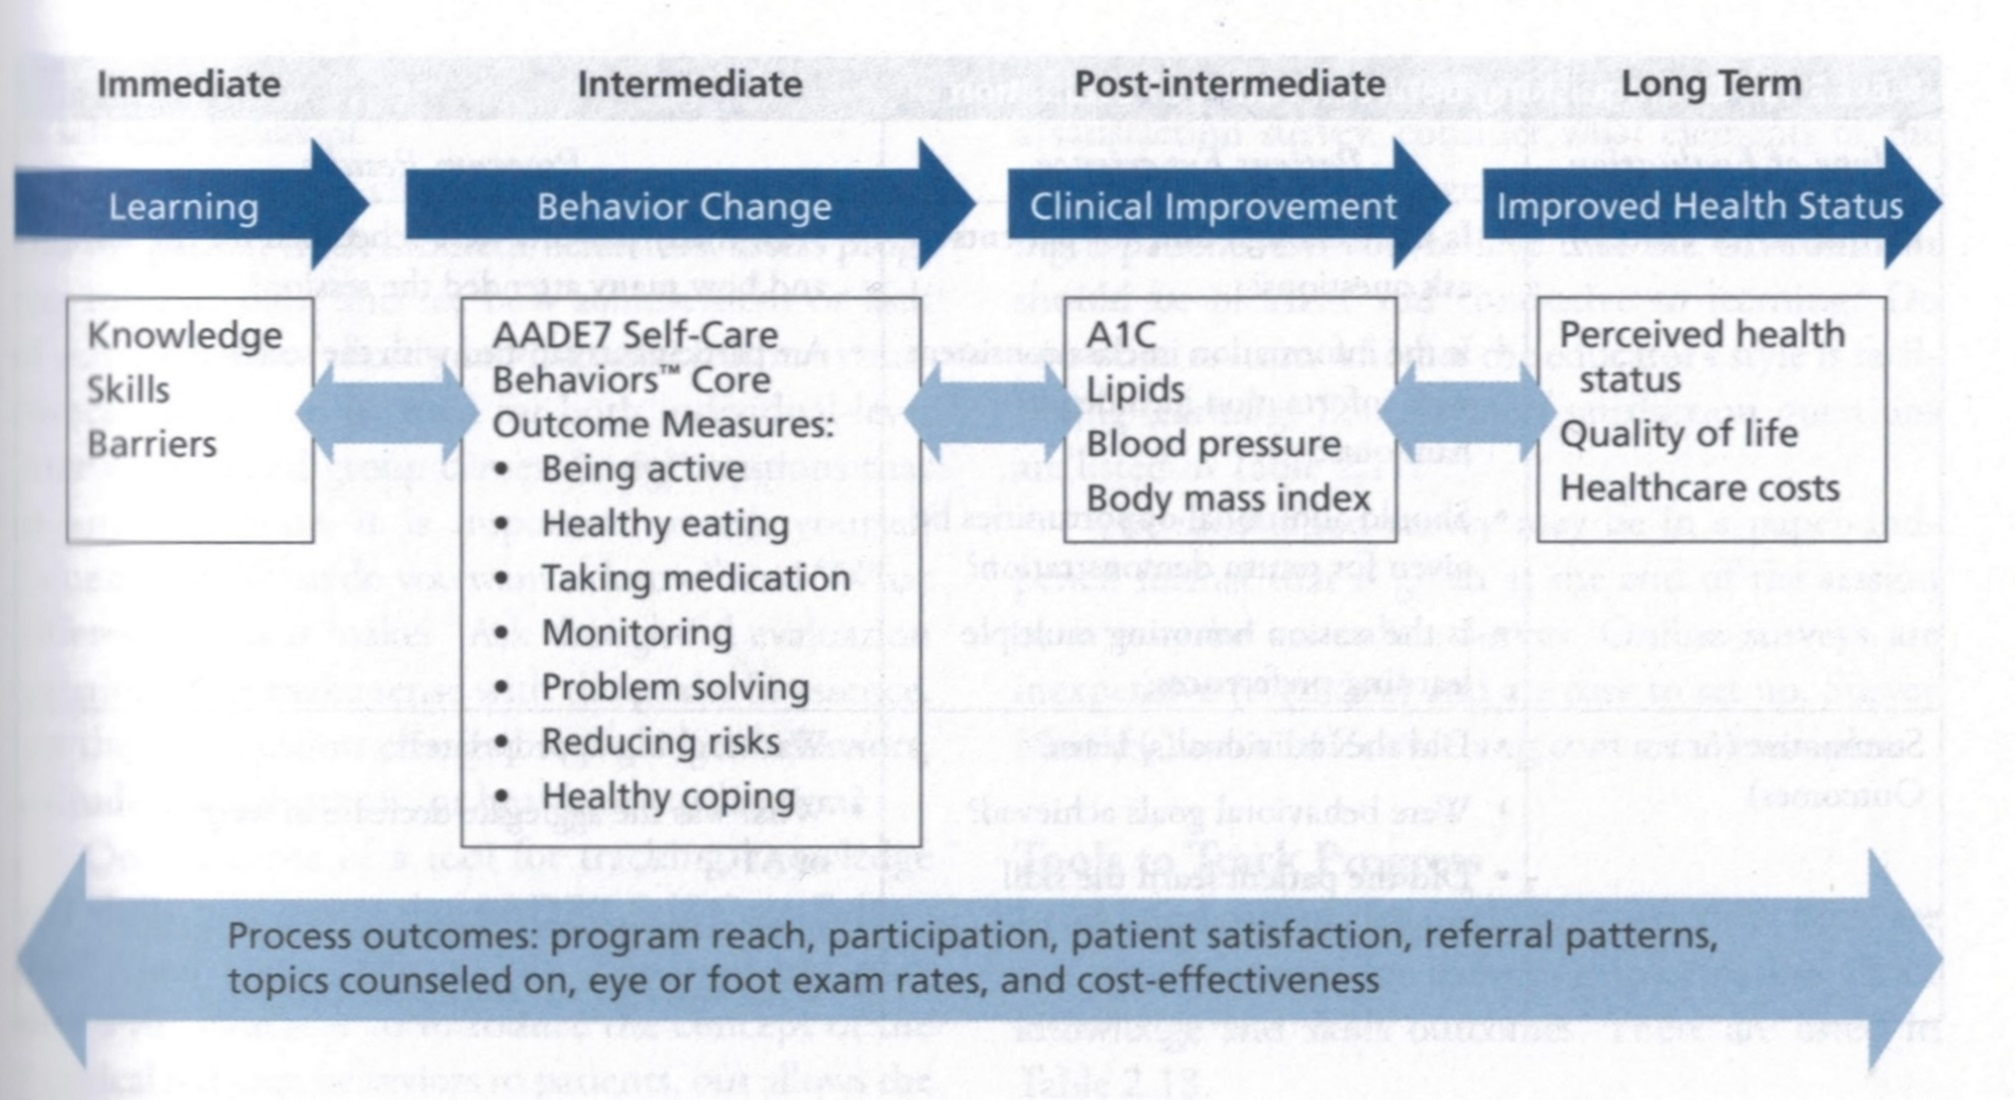 Immediate
Intermediate
Post-intermediate
Long Term
Learning
Behavior Change
Clinical Improvement
Improved Health Status
Knowledge
Skills
Barriers
AADE7 Self-Care
Behaviors™ Core
Outcome Measures:
• Being active
• Healthy eating
• Taking medication
• Monitoring
• Problem solving
• Reducing risks
• Healthy coping
A1C
Lipids
Blood pressure
Body mass index
Perceived health
status
Quality of life
Healthcare costs
Process outcomes: program reach, participation, patient satisfaction, referral patterns,
topics counseled on, eye or foot exam rates, and cost-effectiveness